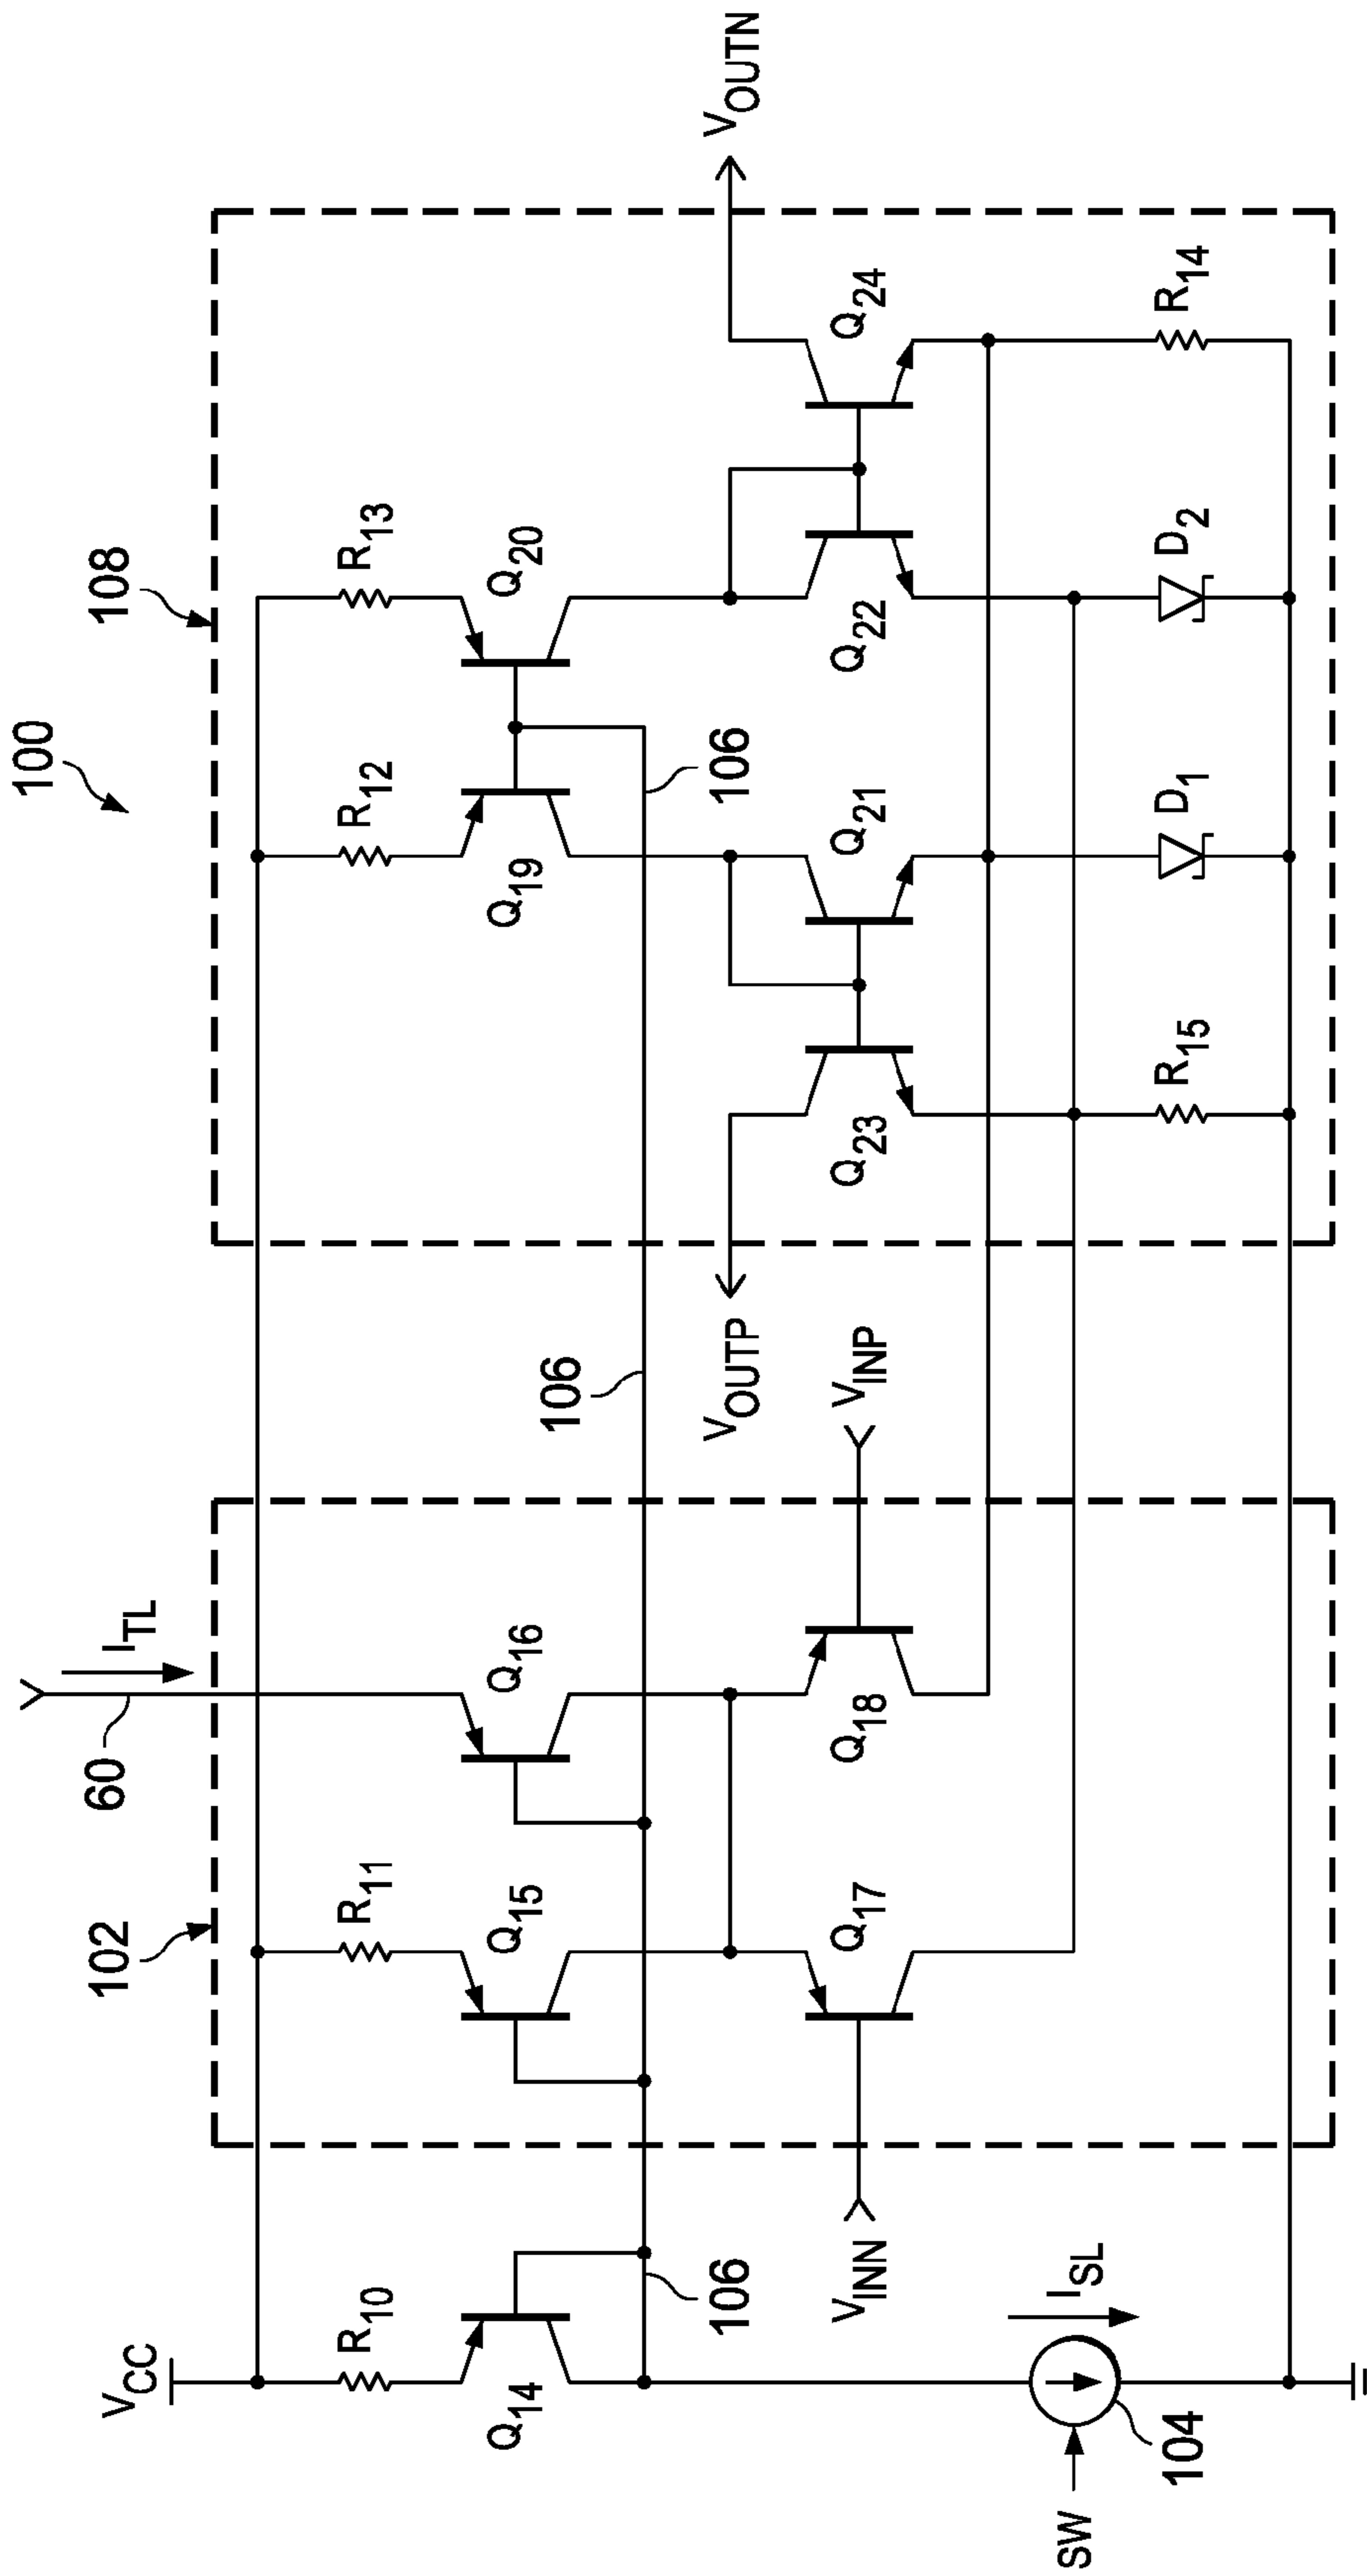 100
102
108
60
I_TL
V_CC
R_10
R_11
R_12
R_13
Q_14
Q_15
Q_16
Q_19
Q_20
106
106
106
V_INN
Q_17
Q_18
V_INP
V_OUTP
V_OUTN
Q_23
Q_21
Q_22
Q_24
SW
I_SL
104
R_15
D_1
D_2
R_14